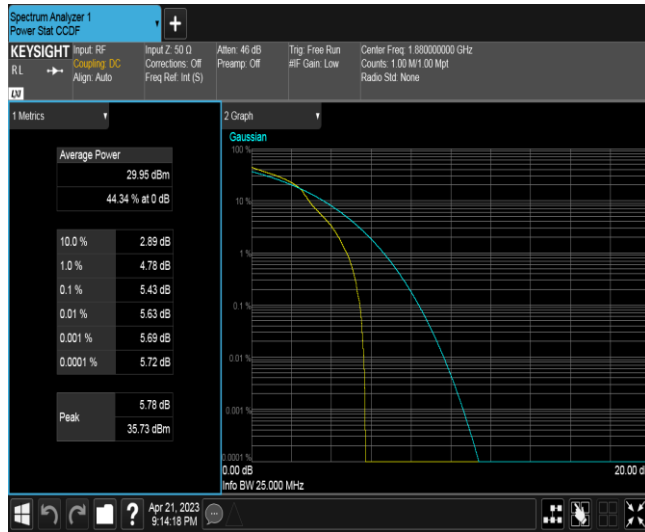 Spectrum Analyzer 1
Power Stat CCDF
KEYSIGHT
RL
LXI
Input: RF
Coupling: DC
Align: Auto
Input Z: 50 Ω
Corrections: Off
Freq Ref: Int (S)
Atten: 46 dB
Preamp: Off
Trig: Free Run
#IF Gain: Low
Center Freq: 1.880000000 GHz
Counts: 1.00 M/1.00 Mpt
Radio Std: None
1 Metrics
Average Power
29.95 dBm
44.34 % at 0 dB
10.0 % 2.89 dB
1.0 % 4.78 dB
0.1 % 5.43 dB
0.01 % 5.63 dB
0.001 % 5.69 dB
0.0001 % 5.72 dB
Peak
5.78 dB
35.73 dBm
2 Graph
Gaussian
100 %
10 %
1 %
0.1 %
0.01 %
0.001 %
0.0001 %
0.00 dB
20.00 d
Info BW 25.000 MHz
?
Apr 21, 2023
9:14:18 PM